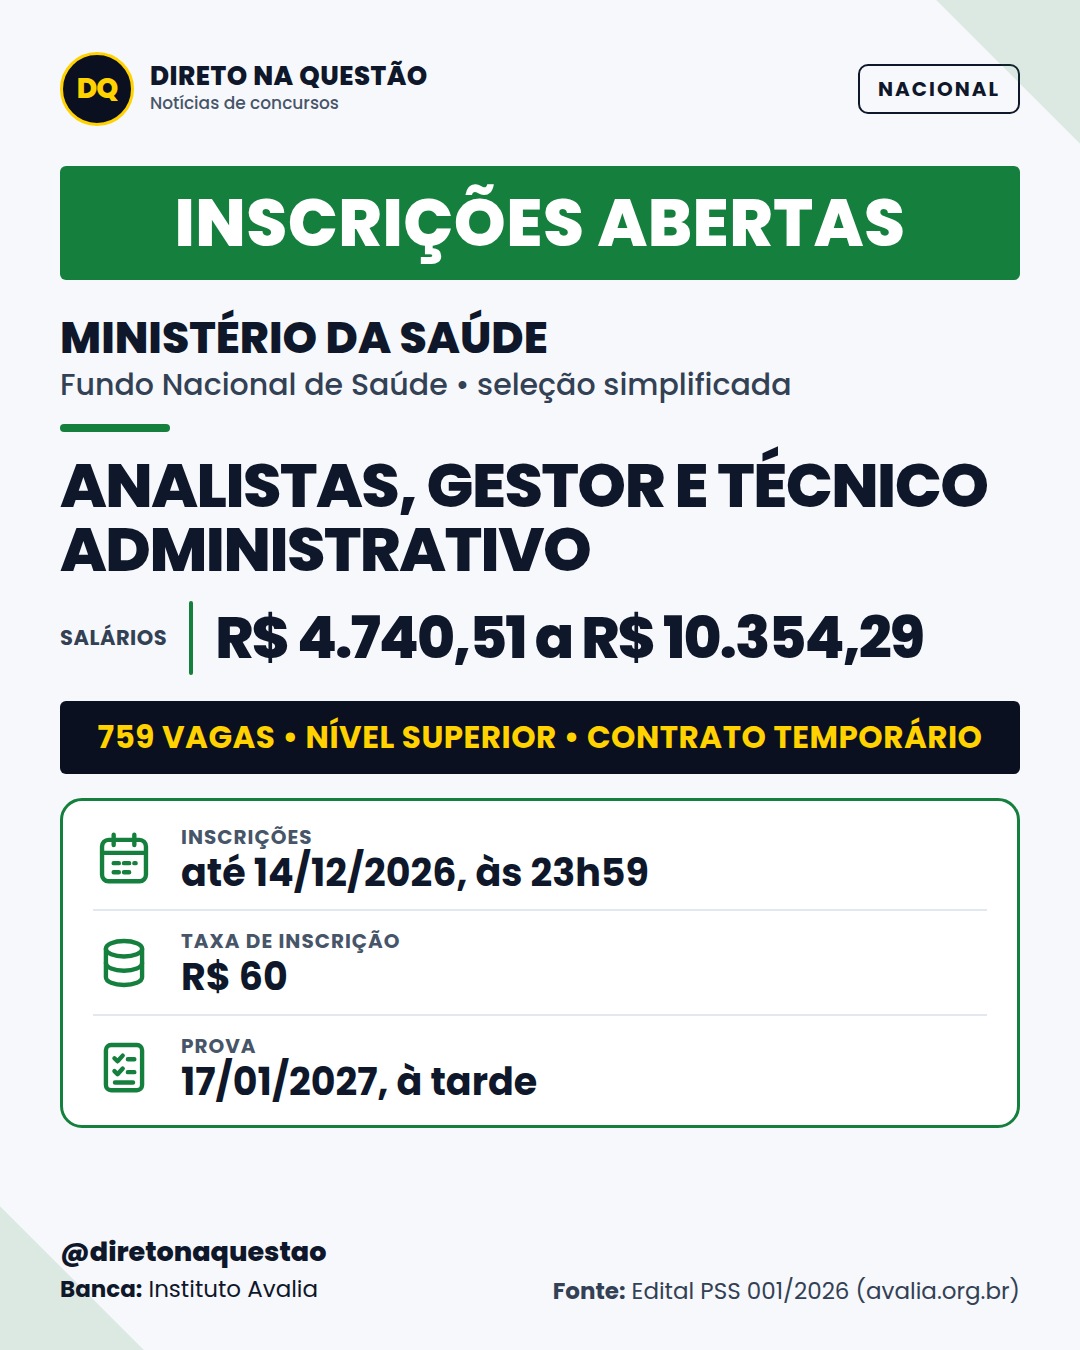 DQ
DIRETO NA QUESTÃO
Notícias de concursos
NACIONAL
INSCRIÇÕES ABERTAS
MINISTÉRIO DA SAÚDE
Fundo Nacional de Saúde • seleção simplificada
ANALISTAS, GESTOR E TÉCNICO
ADMINISTRATIVO
SALÁRIOS
R$ 4.740,51 a R$ 10.354,29
759 VAGAS • NÍVEL SUPERIOR • CONTRATO TEMPORÁRIO
INSCRIÇÕES
até 14/12/2026, às 23h59
TAXA DE INSCRIÇÃO
R$ 60
PROVA
17/01/2027, à tarde
@diretonaquestao
Banca: Instituto Avalia
Fonte: Edital PSS 001/2026 (avalia.org.br)